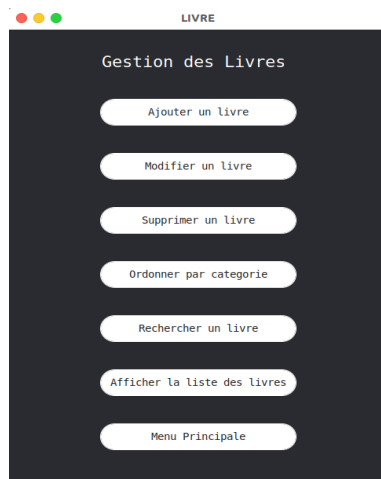 LIVRE
Gestion des Livres
Ajouter un livre
Modifier un livre
Supprimer un livre
Ordonner par categorie
Rechercher un livre
Afficher la liste des livres
Menu Principale